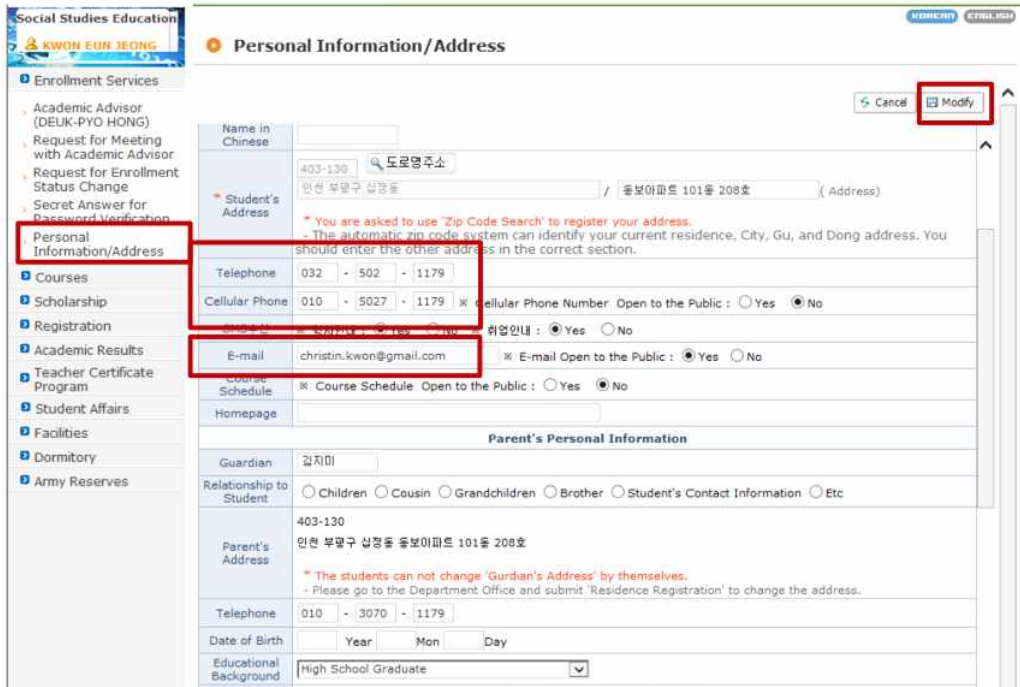 KOREAN ENGLISH
Social Studies Education
KWON EUN JEONG
Personal Information/Address
Enrollment Services
Cancel Modify
Academic Advisor
(DEUK-PYO HONG)
Request for Meeting
with Academic Advisor
Request for Enrollment
Status Change
Secret Answer for
Password Verification
Personal
Information/Address
Courses
Scholarship
Registration
Academic Results
Teacher Certificate
Program
Student Affairs
Facilities
Dormitory
Army Reserves
Name in
Chinese
Student's
Address
403-130 도로명주소
인천 부평구 십정동 / 동보아파트 101동 208호 ( Address)
* You are asked to use 'Zip Code Search' to register your address.
- The automatic zip code system can identify your current residence, City, Gu, and Dong address. You
should enter the other address in the correct section.
Telephone 032 - 502 - 1179
Cellular Phone 010 - 5027 - 1179 ※ Cellular Phone Number Open to the Public : Yes No
Yes No ※ 취업안내 : Yes No
E-mail christin.kwon@gmail.com ※ E-mail Open to the Public : Yes No
Course
Schedule ※ Course Schedule Open to the Public : Yes No
Homepage
Parent's Personal Information
Guardian 김지미
Relationship to
Student Children Cousin Grandchildren Brother Student's Contact Information Etc
Parent's
Address
403-130
인천 부평구 십정동 동보아파트 101동 208호
* The students can not change 'Gurdian's Address' by themselves.
- Please go to the Department Office and submit 'Residence Registration' to change the address.
Telephone 010 - 3070 - 1179
Date of Birth Year Mon Day
Educational
Background High School Graduate